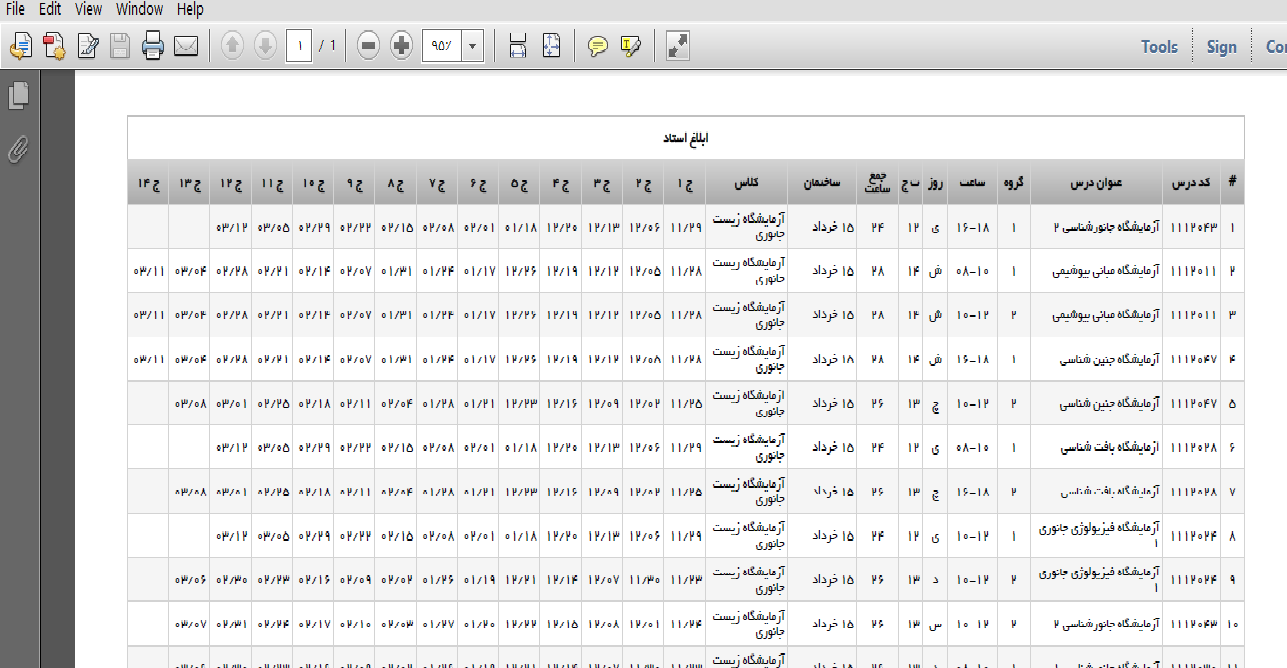 File Edit View Window Help
۱ / 1 ۹۵٪ Tools Sign
ابلاغ استاد
# کد درس عنوان درس گروه ساعت روز ت ج جمع ساعت ساختمان کلاس ج ۱ ج ۲ ج ۳ ج ۴ ج ۵ ج ۶ ج ۷ ج ۸ ج ۹ ج ۱۰ ج ۱۱ ج ۱۲ ج ۱۳ ج ۱۴
۱ ۱۱۱۲۰۴۳ آزمایشگاه جانورشناسی ۲ ۱ ۱۶-۱۸ ی ۱۲ ۲۴ ۱۵ خرداد آزمایشگاه زیست جانوری ۱۱/۲۹ ۱۲/۰۶ ۱۲/۱۳ ۱۲/۲۰ ۰۱/۱۸ ۰۲/۰۱ ۰۲/۰۸ ۰۲/۱۵ ۰۲/۲۲ ۰۲/۲۹ ۰۳/۰۵ ۰۳/۱۲
۲ ۱۱۱۲۰۱۱ آزمایشگاه مبانی بیوشیمی ۱ ۰۸-۱۰ ش ۱۴ ۲۸ ۱۵ خرداد آزمایشگاه زیست جانوری ۱۱/۲۸ ۱۲/۰۵ ۱۲/۱۲ ۱۲/۱۹ ۱۲/۲۶ ۰۱/۱۷ ۰۱/۲۴ ۰۱/۳۱ ۰۲/۰۷ ۰۲/۱۴ ۰۲/۲۱ ۰۲/۲۸ ۰۳/۰۴ ۰۳/۱۱
۳ ۱۱۱۲۰۱۱ آزمایشگاه مبانی بیوشیمی ۲ ۱۰-۱۲ ش ۱۴ ۲۸ ۱۵ خرداد آزمایشگاه زیست جانوری ۱۱/۲۸ ۱۲/۰۵ ۱۲/۱۲ ۱۲/۱۹ ۱۲/۲۶ ۰۱/۱۷ ۰۱/۲۴ ۰۱/۳۱ ۰۲/۰۷ ۰۲/۱۴ ۰۲/۲۱ ۰۲/۲۸ ۰۳/۰۴ ۰۳/۱۱
۴ ۱۱۱۲۰۴۷ آزمایشگاه جنین شناسی ۱ ۱۶-۱۸ ش ۱۴ ۲۸ ۱۵ خرداد آزمایشگاه زیست جانوری ۱۱/۲۸ ۱۲/۰۵ ۱۲/۱۲ ۱۲/۱۹ ۱۲/۲۶ ۰۱/۱۷ ۰۱/۲۴ ۰۱/۳۱ ۰۲/۰۷ ۰۲/۱۴ ۰۲/۲۱ ۰۲/۲۸ ۰۳/۰۴ ۰۳/۱۱
۵ ۱۱۱۲۰۴۷ آزمایشگاه جنین شناسی ۲ ۱۰-۱۲ چ ۱۳ ۲۶ ۱۵ خرداد آزمایشگاه زیست جانوری ۱۱/۲۵ ۱۲/۰۲ ۱۲/۰۹ ۱۲/۱۶ ۱۲/۲۳ ۰۱/۲۱ ۰۱/۲۸ ۰۲/۰۴ ۰۲/۱۱ ۰۲/۱۸ ۰۲/۲۵ ۰۳/۰۱ ۰۳/۰۸
۶ ۱۱۱۲۰۲۸ آزمایشگاه بافت شناسی ۱ ۰۸-۱۰ ی ۱۲ ۲۴ ۱۵ خرداد آزمایشگاه زیست جانوری ۱۱/۲۹ ۱۲/۰۶ ۱۲/۱۳ ۱۲/۲۰ ۰۱/۱۸ ۰۲/۰۱ ۰۲/۰۸ ۰۲/۱۵ ۰۲/۲۲ ۰۲/۲۹ ۰۳/۰۵ ۰۳/۱۲
۷ ۱۱۱۲۰۲۸ آزمایشگاه بافت شناسی ۲ ۱۶-۱۸ چ ۱۳ ۲۶ ۱۵ خرداد آزمایشگاه زیست جانوری ۱۱/۲۵ ۱۲/۰۲ ۱۲/۰۹ ۱۲/۱۶ ۱۲/۲۳ ۰۱/۲۱ ۰۱/۲۸ ۰۲/۰۴ ۰۲/۱۱ ۰۲/۱۸ ۰۲/۲۵ ۰۳/۰۱ ۰۳/۰۸
۸ ۱۱۱۲۰۲۴ آزمایشگاه فیزیولوژی جانوری ۱ ۱ ۱۰-۱۲ ی ۱۲ ۲۴ ۱۵ خرداد آزمایشگاه زیست جانوری ۱۱/۲۹ ۱۲/۰۶ ۱۲/۱۳ ۱۲/۲۰ ۰۱/۱۸ ۰۲/۰۱ ۰۲/۰۸ ۰۲/۱۵ ۰۲/۲۲ ۰۲/۲۹ ۰۳/۰۵ ۰۳/۱۲
۹ ۱۱۱۲۰۲۴ آزمایشگاه فیزیولوژی جانوری ۱ ۲ ۱۰-۱۲ د ۱۳ ۲۶ ۱۵ خرداد آزمایشگاه زیست جانوری ۱۱/۲۳ ۱۱/۳۰ ۱۲/۰۷ ۱۲/۱۴ ۱۲/۲۱ ۰۱/۱۹ ۰۱/۲۶ ۰۲/۰۲ ۰۲/۰۹ ۰۲/۱۶ ۰۲/۲۳ ۰۲/۳۰ ۰۳/۰۶
۱۰ ۱۱۱۲۰۴۳ آزمایشگاه جانورشناسی ۲ ۲ ۱۰-۱۲ س ۱۳ ۲۶ ۱۵ خرداد آزمایشگاه زیست جانوری ۱۱/۲۴ ۱۲/۰۱ ۱۲/۰۸ ۱۲/۱۵ ۱۲/۲۲ ۰۱/۲۰ ۰۱/۲۷ ۰۲/۰۳ ۰۲/۱۰ ۰۲/۱۷ ۰۲/۲۴ ۰۲/۳۱ ۰۳/۰۷
آزمایشگاه زیست